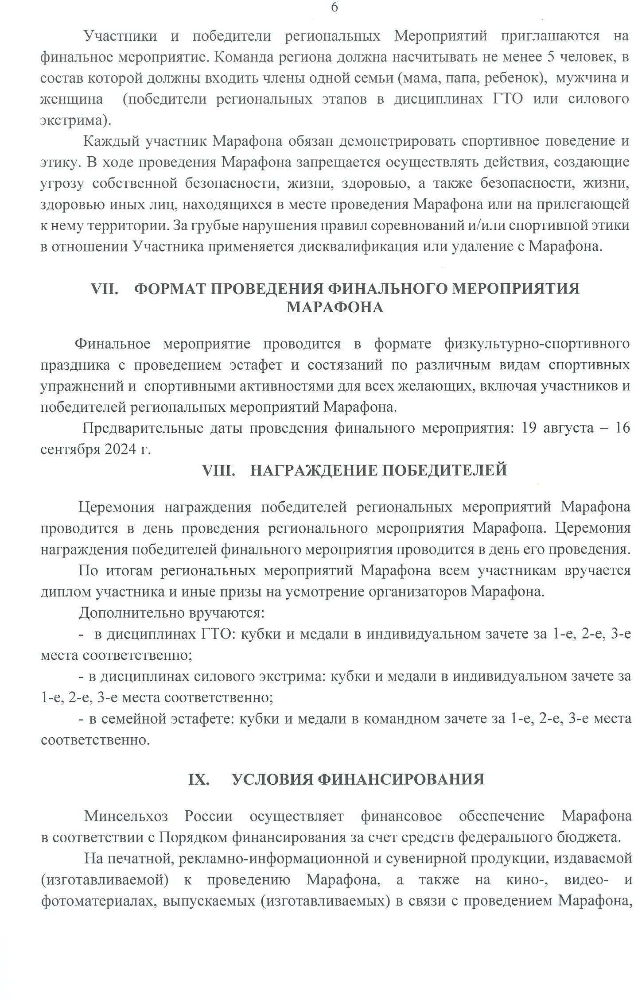 6
Участники и победители региональных Мероприятий приглашаются на
финальное мероприятие. Команда региона должна насчитывать не менее 5 человек, в
состав которой должны входить члены одной семьи (мама, папа, ребенок), мужчина и
женщина (победители региональных этапов в дисциплинах ГТО или силового
экстрима).
Каждый участник Марафона обязан демонстрировать спортивное поведение и
этику. В ходе проведения Марафона запрещается осуществлять действия, создающие
угрозу собственной безопасности, жизни, здоровью, а также безопасности, жизни,
здоровью иных лиц, находящихся в месте проведения Марафона или на прилегающей
к нему территории. За грубые нарушения правил соревнований и/или спортивной этики
в отношении Участника применяется дисквалификация или удаление с Марафона.
VII. ФОРМАТ ПРОВЕДЕНИЯ ФИНАЛЬНОГО МЕРОПРИЯТИЯ
МАРАФОНА
Финальное мероприятие проводится в формате физкультурно-спортивного
праздника с проведением эстафет и состязаний по различным видам спортивных
упражнений и спортивными активностями для всех желающих, включая участников и
победителей региональных мероприятий Марафона.
Предварительные даты проведения финального мероприятия: 19 августа – 16
сентября 2024 г.
VIII. НАГРАЖДЕНИЕ ПОБЕДИТЕЛЕЙ
Церемония награждения победителей региональных мероприятий Марафона
проводится в день проведения регионального мероприятия Марафона. Церемония
награждения победителей финального мероприятия проводится в день его проведения.
По итогам региональных мероприятий Марафона всем участникам вручается
диплом участника и иные призы на усмотрение организаторов Марафона.
Дополнительно вручаются:
- в дисциплинах ГТО: кубки и медали в индивидуальном зачете за 1-е, 2-е, 3-е
места соответственно;
- в дисциплинах силового экстрима: кубки и медали в индивидуальном зачете за
1-е, 2-е, 3-е места соответственно;
- в семейной эстафете: кубки и медали в командном зачете за 1-е, 2-е, 3-е места
соответственно.
IX. УСЛОВИЯ ФИНАНСИРОВАНИЯ
Минсельхоз России осуществляет финансовое обеспечение Марафона
в соответствии с Порядком финансирования за счет средств федерального бюджета.
На печатной, рекламно-информационной и сувенирной продукции, издаваемой
(изготавливаемой) к проведению Марафона, а также на кино-, видео- и
фотоматериалах, выпускаемых (изготавливаемых) в связи с проведением Марафона,